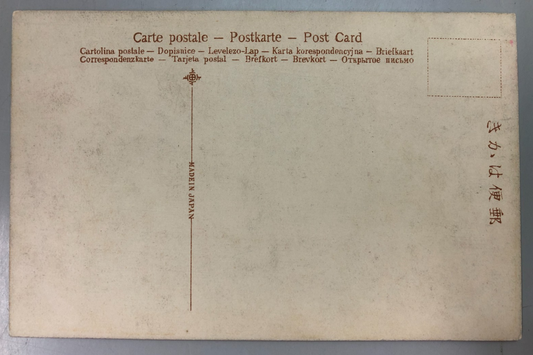 Carte postale — Postkarte — Post Card
Cartolina postale — Dopisnice — Levelezo-Lap — Karta korespondencyjna — Briefkaart
Correspondenzkarte — Tarjeta postal — Brefkort — Brevkort — Открытое письмо
MADE IN JAPAN
きかゝは便郵